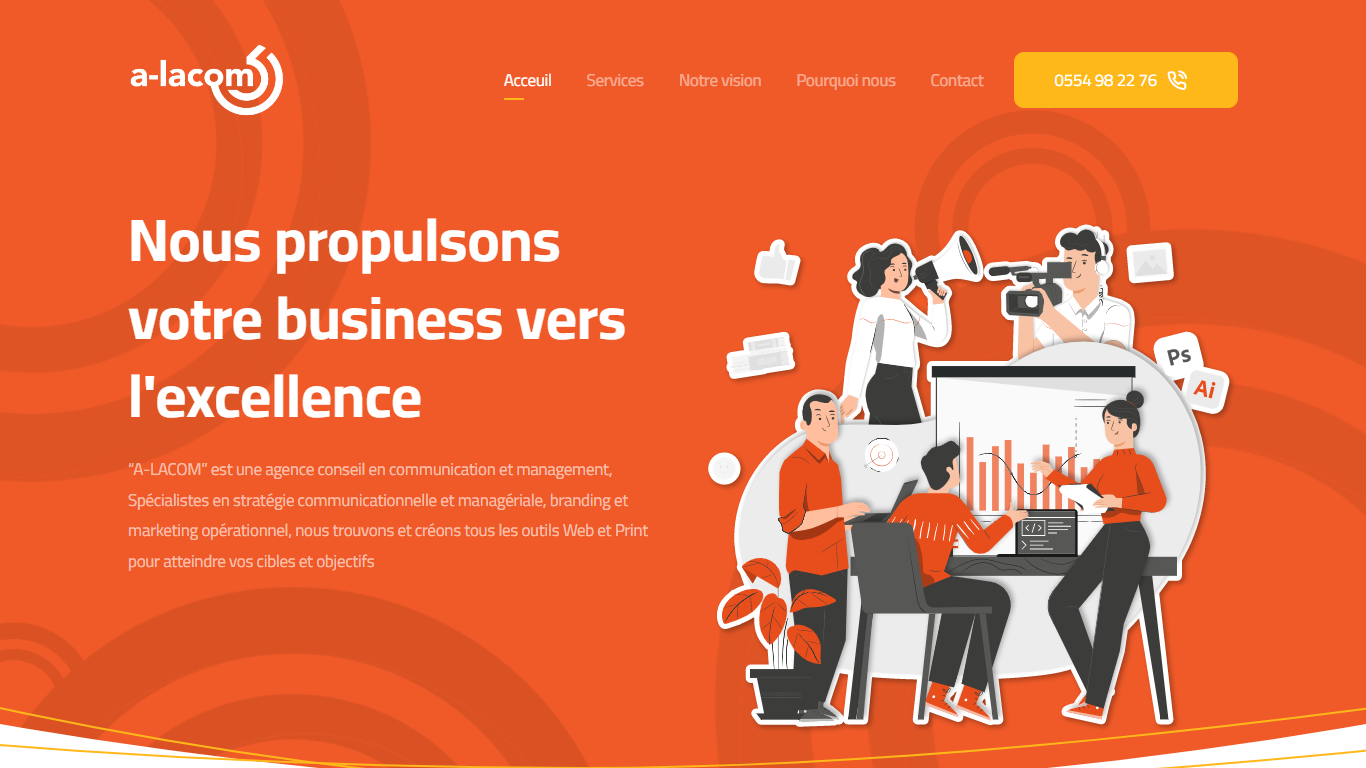 a-lacom
Acceuil
Services
Notre vision
Pourquoi nous
Contact
0554 98 22 76
Nous propulsons
votre business vers
l'excellence
"A-LACOM" est une agence conseil en communication et management,
Spécialistes en stratégie communicationnelle et managériale, branding et
marketing opérationnel, nous trouvons et créons tous les outils Web et Print
pour atteindre vos cibles et objectifs
Ps
Ai
</>